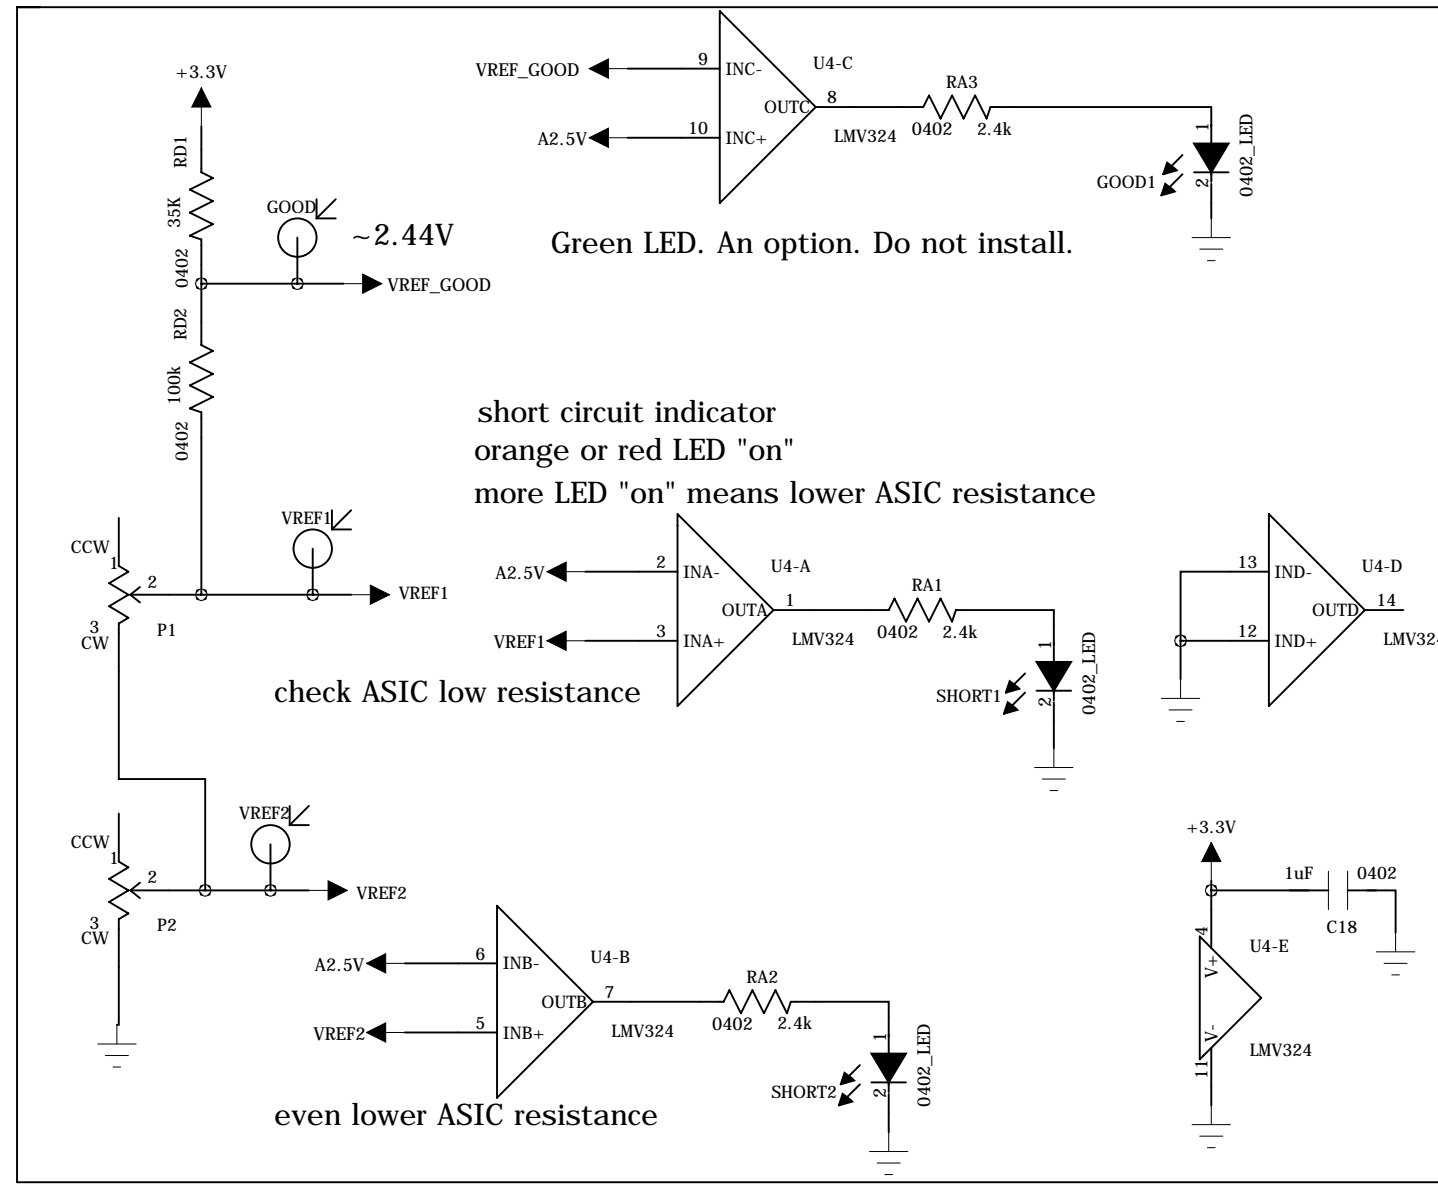 +3.3V
RD1
35K
0402
GOOD
~2.44V
VREF_GOOD
RD2
100k
0402
VREF_GOOD
9
INC-
U4-C
OUTC
8
A2.5V
10
INC+
LMV324
RA3
0402
2.4k
1
2
GOOD1
0402_LED
Green LED. An option. Do not install.
short circuit indicator
orange or red LED "on"
more LED "on" means lower ASIC resistance
CCW
1
2
3
CW
P1
VREF1
VREF1
A2.5V
2
INA-
U4-A
OUTA
1
VREF1
3
INA+
LMV324
RA1
0402
2.4k
1
2
SHORT1
0402_LED
check ASIC low resistance
13
IND-
U4-D
OUTD
14
12
IND+
LMV324
CCW
1
2
3
CW
P2
VREF2
VREF2
A2.5V
6
INB-
U4-B
OUTB
7
VREF2
5
INB+
LMV324
RA2
0402
2.4k
1
2
SHORT2
0402_LED
even lower ASIC resistance
+3.3V
1uF
0402
C18
4
V+
U4-E
V-
11
LMV324